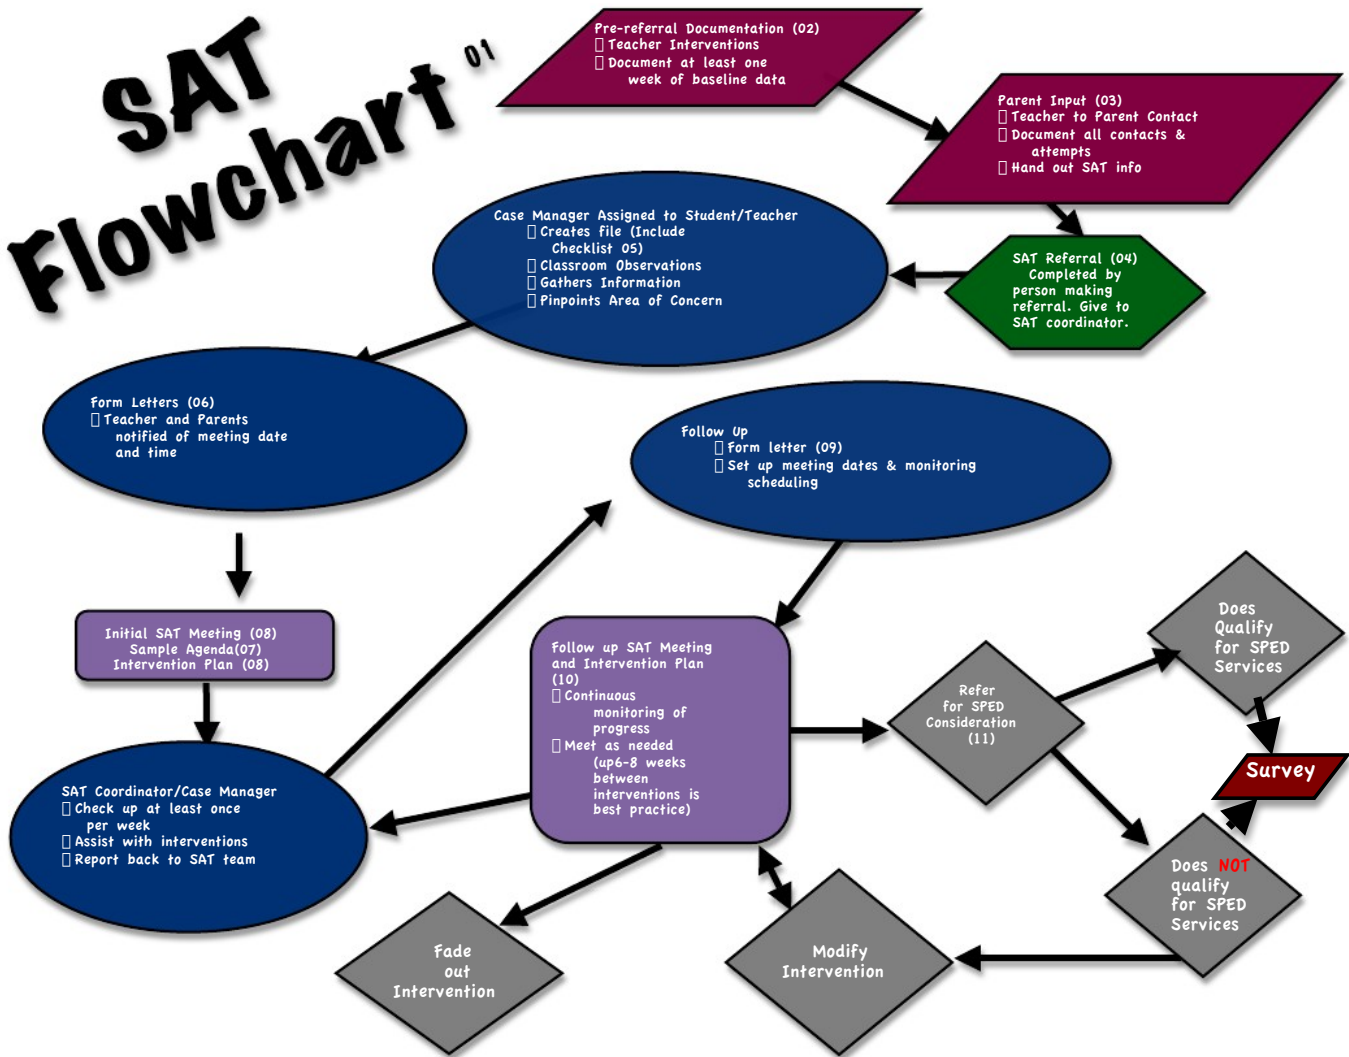 SAT
Flowchart 01
Pre-referral Documentation (02)
Teacher Interventions
Document at least one
week of baseline data
Parent Input (03)
Teacher to Parent Contact
Document all contacts &
attempts
Hand out SAT info
SAT Referral (04)
Completed by
person making
referral. Give to
SAT coordinator.
Case Manager Assigned to Student/Teacher
Creates file (Include
Checklist 05)
Classroom Observations
Gathers Information
Pinpoints Area of Concern
Form Letters (06)
Teacher and Parents
notified of meeting date
and time
Initial SAT Meeting (08)
Sample Agenda(07)
Intervention Plan (08)
SAT Coordinator/Case Manager
Check up at least once
per week
Assist with interventions
Report back to SAT team
Follow Up
Form letter (09)
Set up meeting dates & monitoring
scheduling
Follow up SAT Meeting
and Intervention Plan
(10)
Continuous
monitoring of
progress
Meet as needed
(up6-8 weeks
between
interventions is
best practice)
Refer
for SPED
Consideration
(11)
Does
Qualify
for SPED
Services
Survey
Does NOT
qualify
for SPED
Services
Modify
Intervention
Fade
out
Intervention